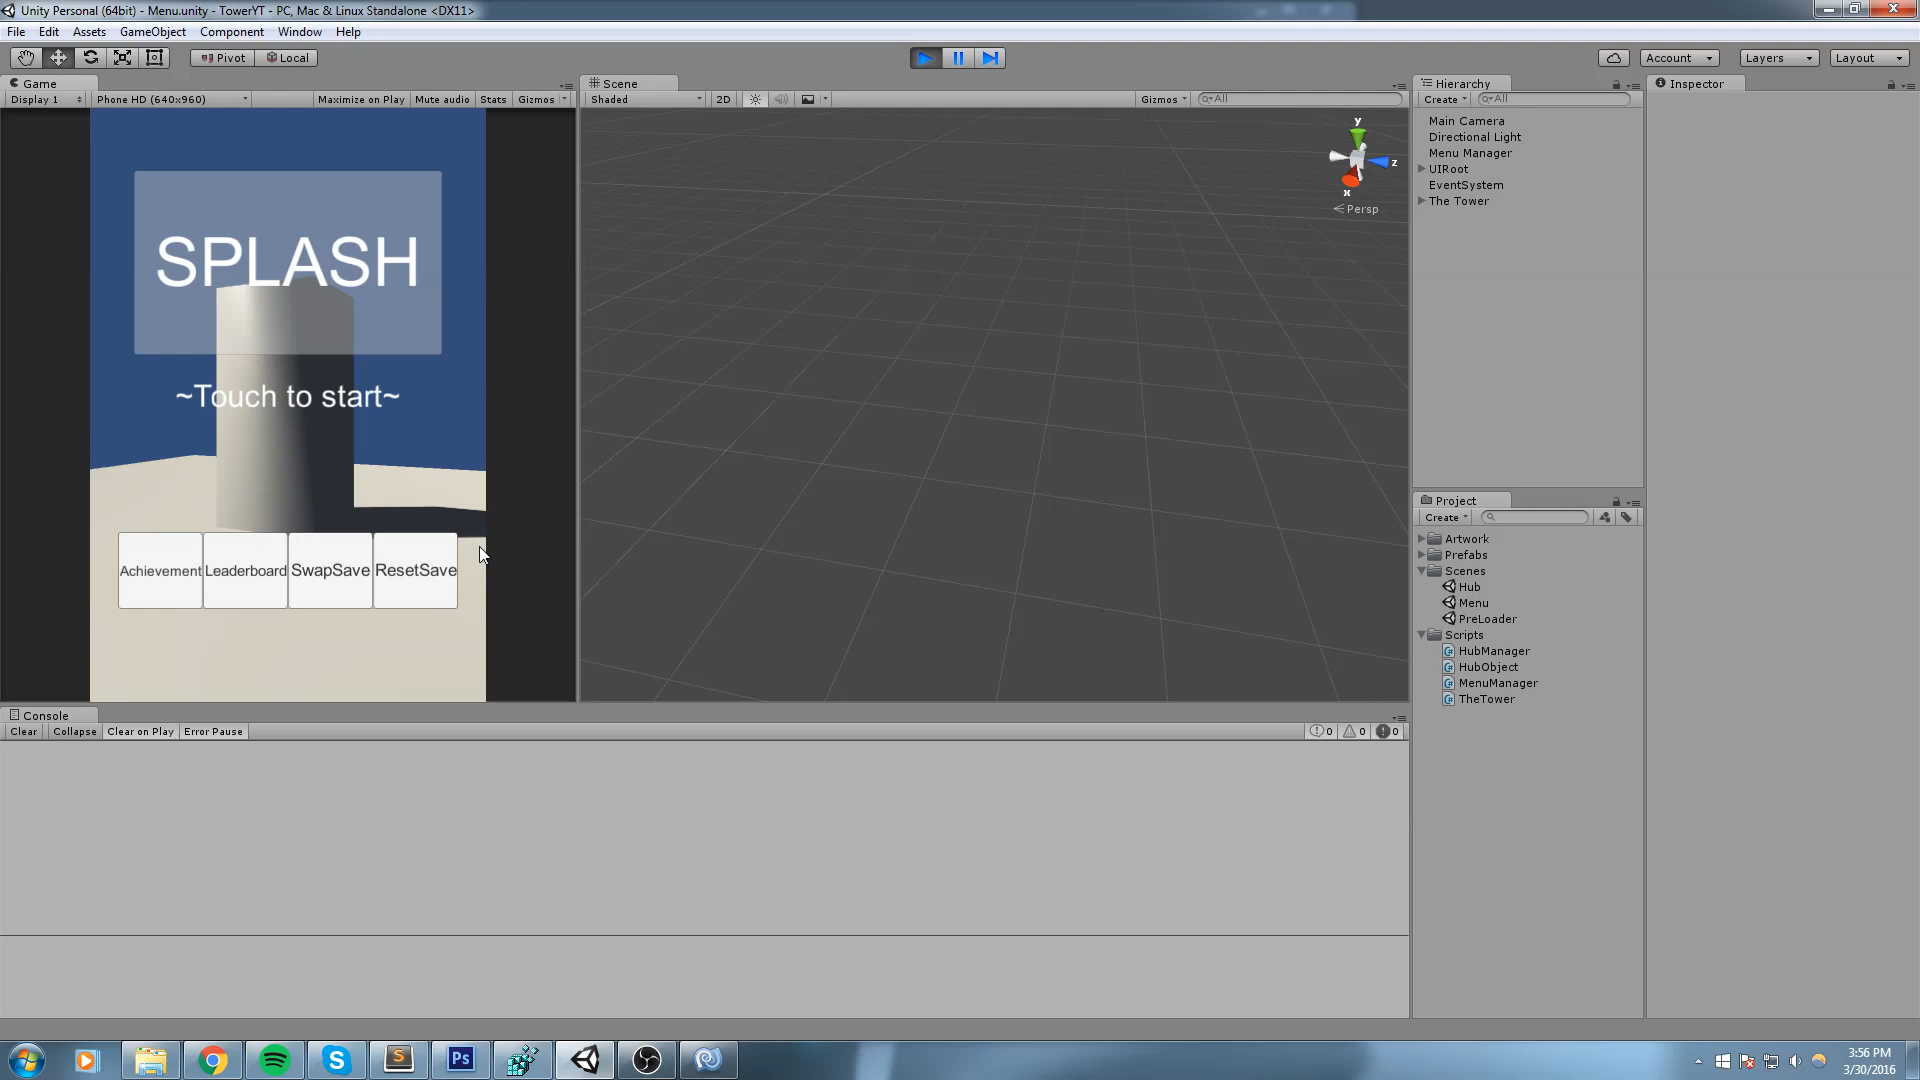 Unity Personal (64bit) - Menu.unity - TowerYT - PC, Mac & Linux Standalone <DX11>
File Edit Assets GameObject Component Window Help
Pivot Local Account Layers Layout
Game Scene Hierarchy Inspector
Display 1 Phone HD (640x960) Maximize on Play Mute audio Stats Gizmos Shaded 2D Gizmos All Create All
Main Camera
Directional Light
Menu Manager
UIRoot
EventSystem
The Tower
y
z
x
Persp
SPLASH
~Touch to start~
Achievement Leaderboard SwapSave ResetSave
Project
Create
Artwork
Prefabs
Scenes
Hub
Menu
PreLoader
Scripts
HubManager
HubObject
MenuManager
TheTower
Console
Clear Collapse Clear on Play Error Pause 0 0 0
S Ps
3:56 PM
3/30/2016